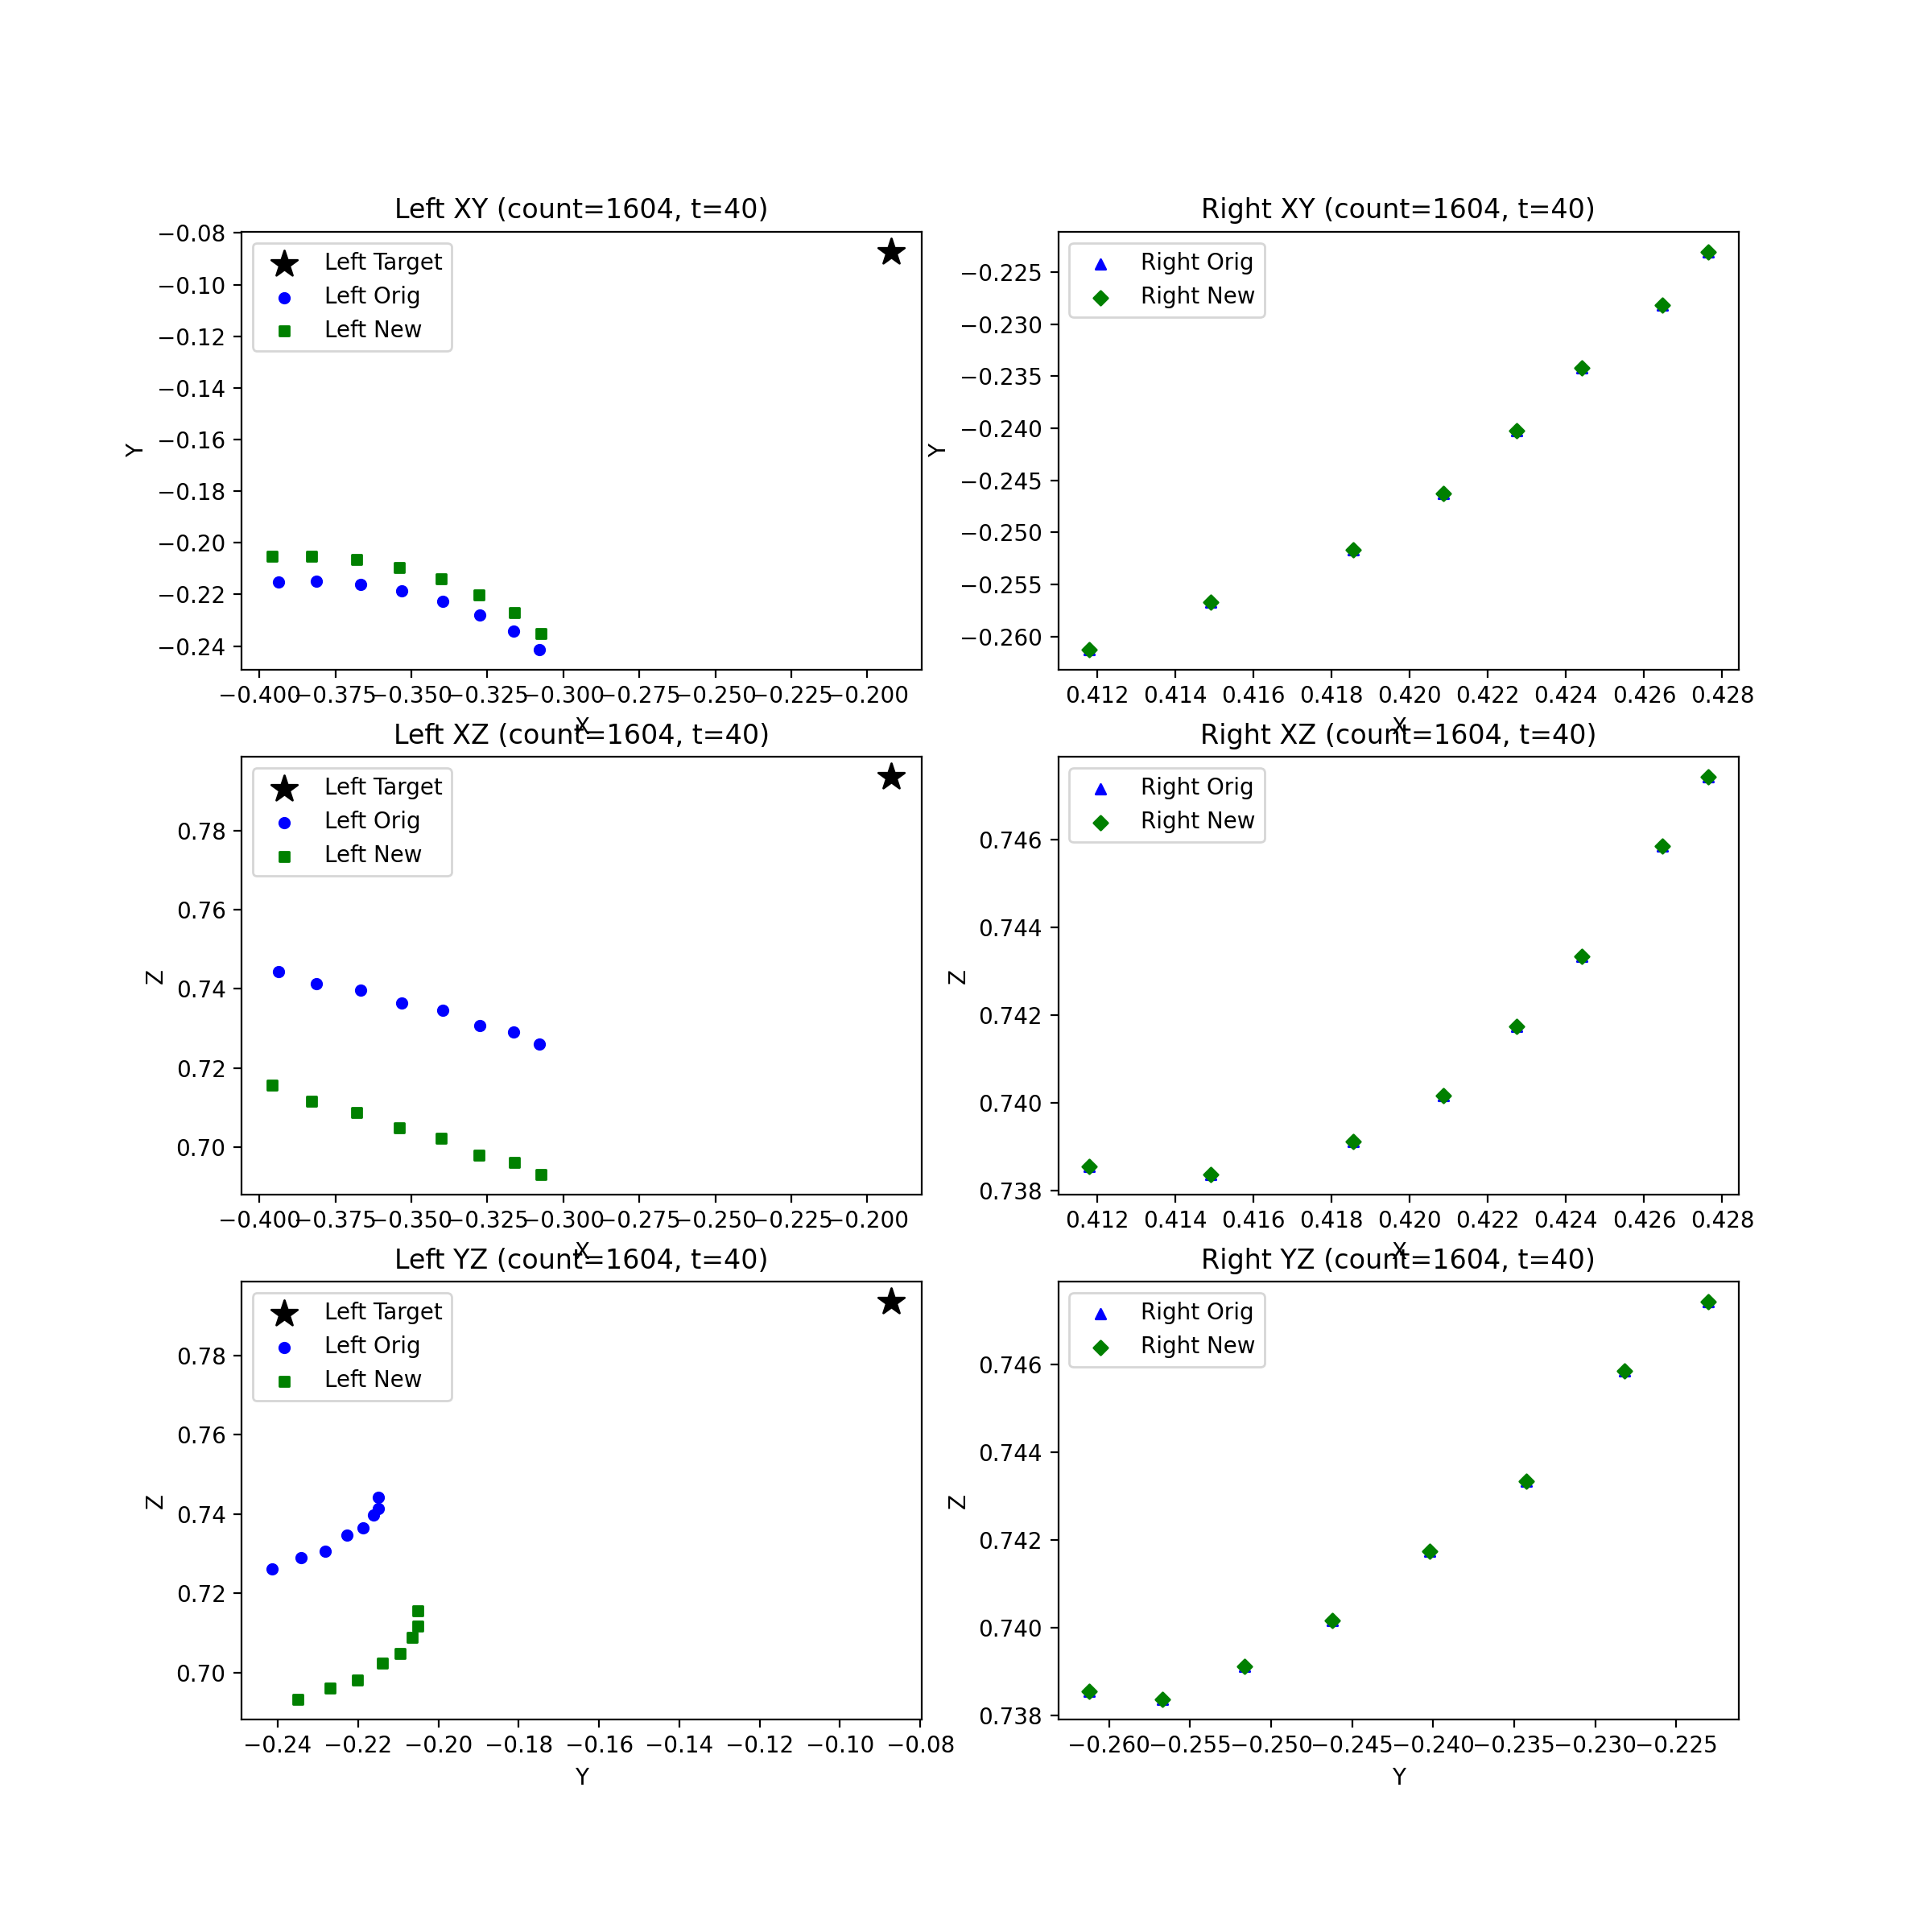 Left XY (count=1604, t=40)
Left Target
Left Orig
Left New
−0.08
−0.10
−0.12
−0.14
−0.16
−0.18
−0.20
−0.22
−0.24
Y
−0.400 −0.375 −0.350 −0.325 −0.300 −0.275 −0.250 −0.225 −0.200
X
Right XY (count=1604, t=40)
Right Orig
Right New
−0.225
−0.230
−0.235
−0.240
−0.245
−0.250
−0.255
−0.260
Y
0.412 0.414 0.416 0.418 0.420 0.422 0.424 0.426 0.428
X
Left XZ (count=1604, t=40)
Left Target
Left Orig
Left New
0.78
0.76
0.74
0.72
0.70
Z
−0.400 −0.375 −0.350 −0.325 −0.300 −0.275 −0.250 −0.225 −0.200
X
Right XZ (count=1604, t=40)
Right Orig
Right New
0.746
0.744
0.742
0.740
0.738
Z
0.412 0.414 0.416 0.418 0.420 0.422 0.424 0.426 0.428
X
Left YZ (count=1604, t=40)
Left Target
Left Orig
Left New
0.78
0.76
0.74
0.72
0.70
Z
−0.24 −0.22 −0.20 −0.18 −0.16 −0.14 −0.12 −0.10 −0.08
Y
Right YZ (count=1604, t=40)
Right Orig
Right New
0.746
0.744
0.742
0.740
0.738
Z
−0.260 −0.255 −0.250 −0.245 −0.240 −0.235 −0.230 −0.225
Y